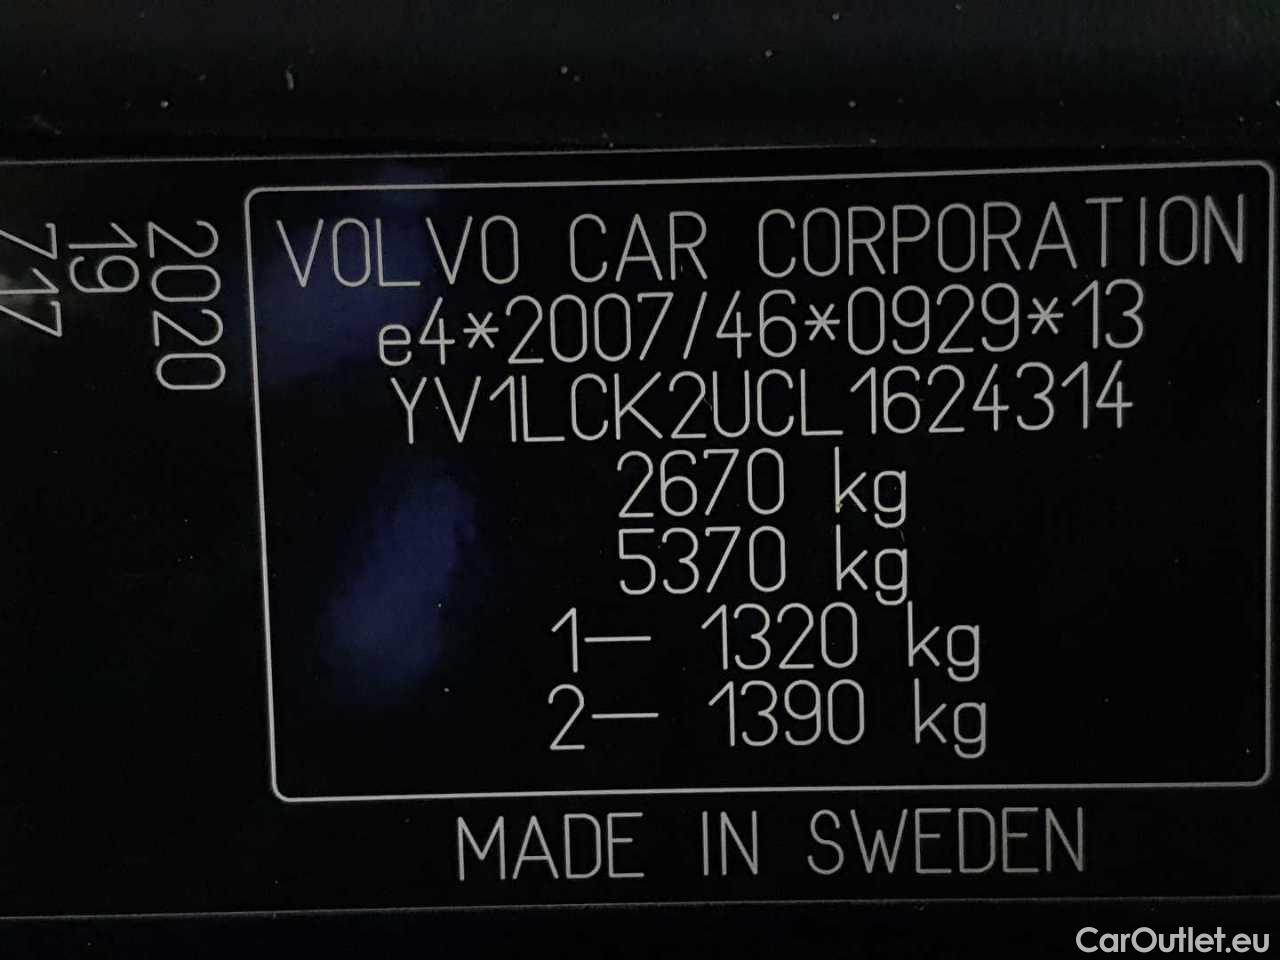 VOLVO CAR CORPORATION
e4*2007/46*0929*13
YV1LCK2UCL1624314
2670 kg
5370 kg
1— 1320 kg
2— 1390 kg
MADE IN SWEDEN
2020
19
717
CarOutlet.eu